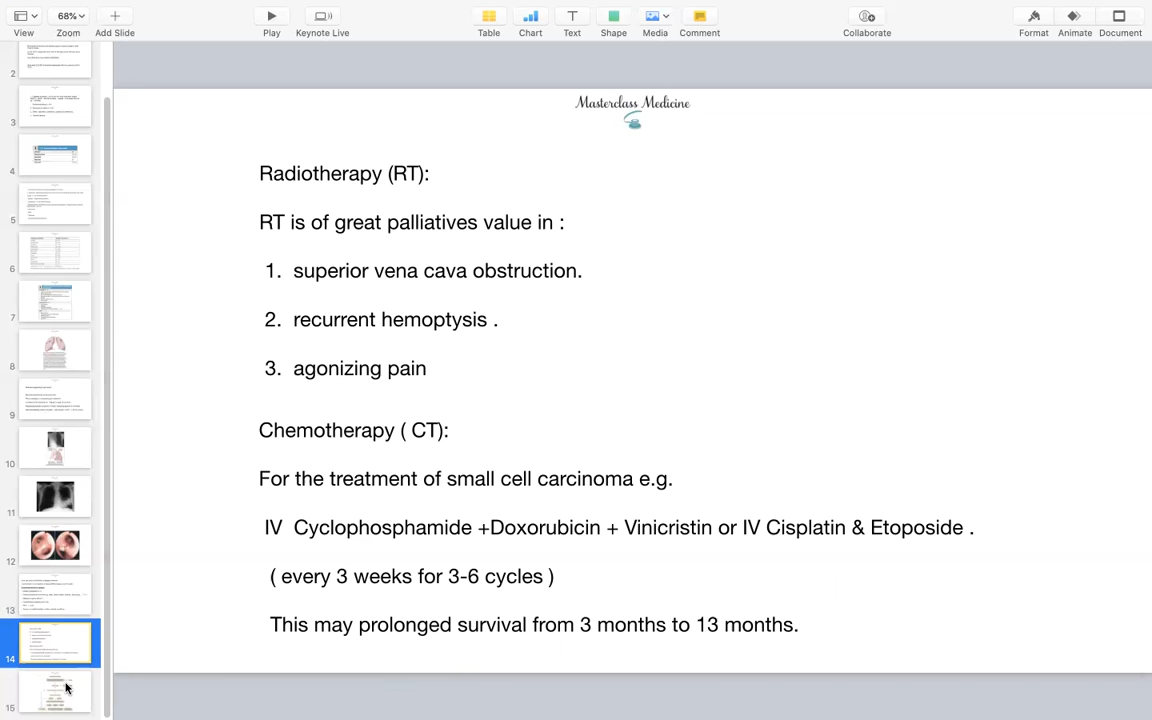 68%
View
Zoom
Add Slide
Play
Keynote Live
Table
Chart
Text
Shape
Media
Comment
Collaborate
Format
Animate
Document
2
3
4
5
6
7
8
9
10
11
12
13
14
15
Masterclass Medicine
Radiotherapy (RT):
RT is of great palliatives value in :
1. superior vena cava obstruction.
2. recurrent hemoptysis .
3. agonizing pain
Chemotherapy ( CT):
For the treatment of small cell carcinoma e.g.
IV Cyclophosphamide +Doxorubicin + Vinicristin or IV Cisplatin & Etoposide .
( every 3 weeks for 3-6 cycles )
This may prolonged survival from 3 months to 13 months.